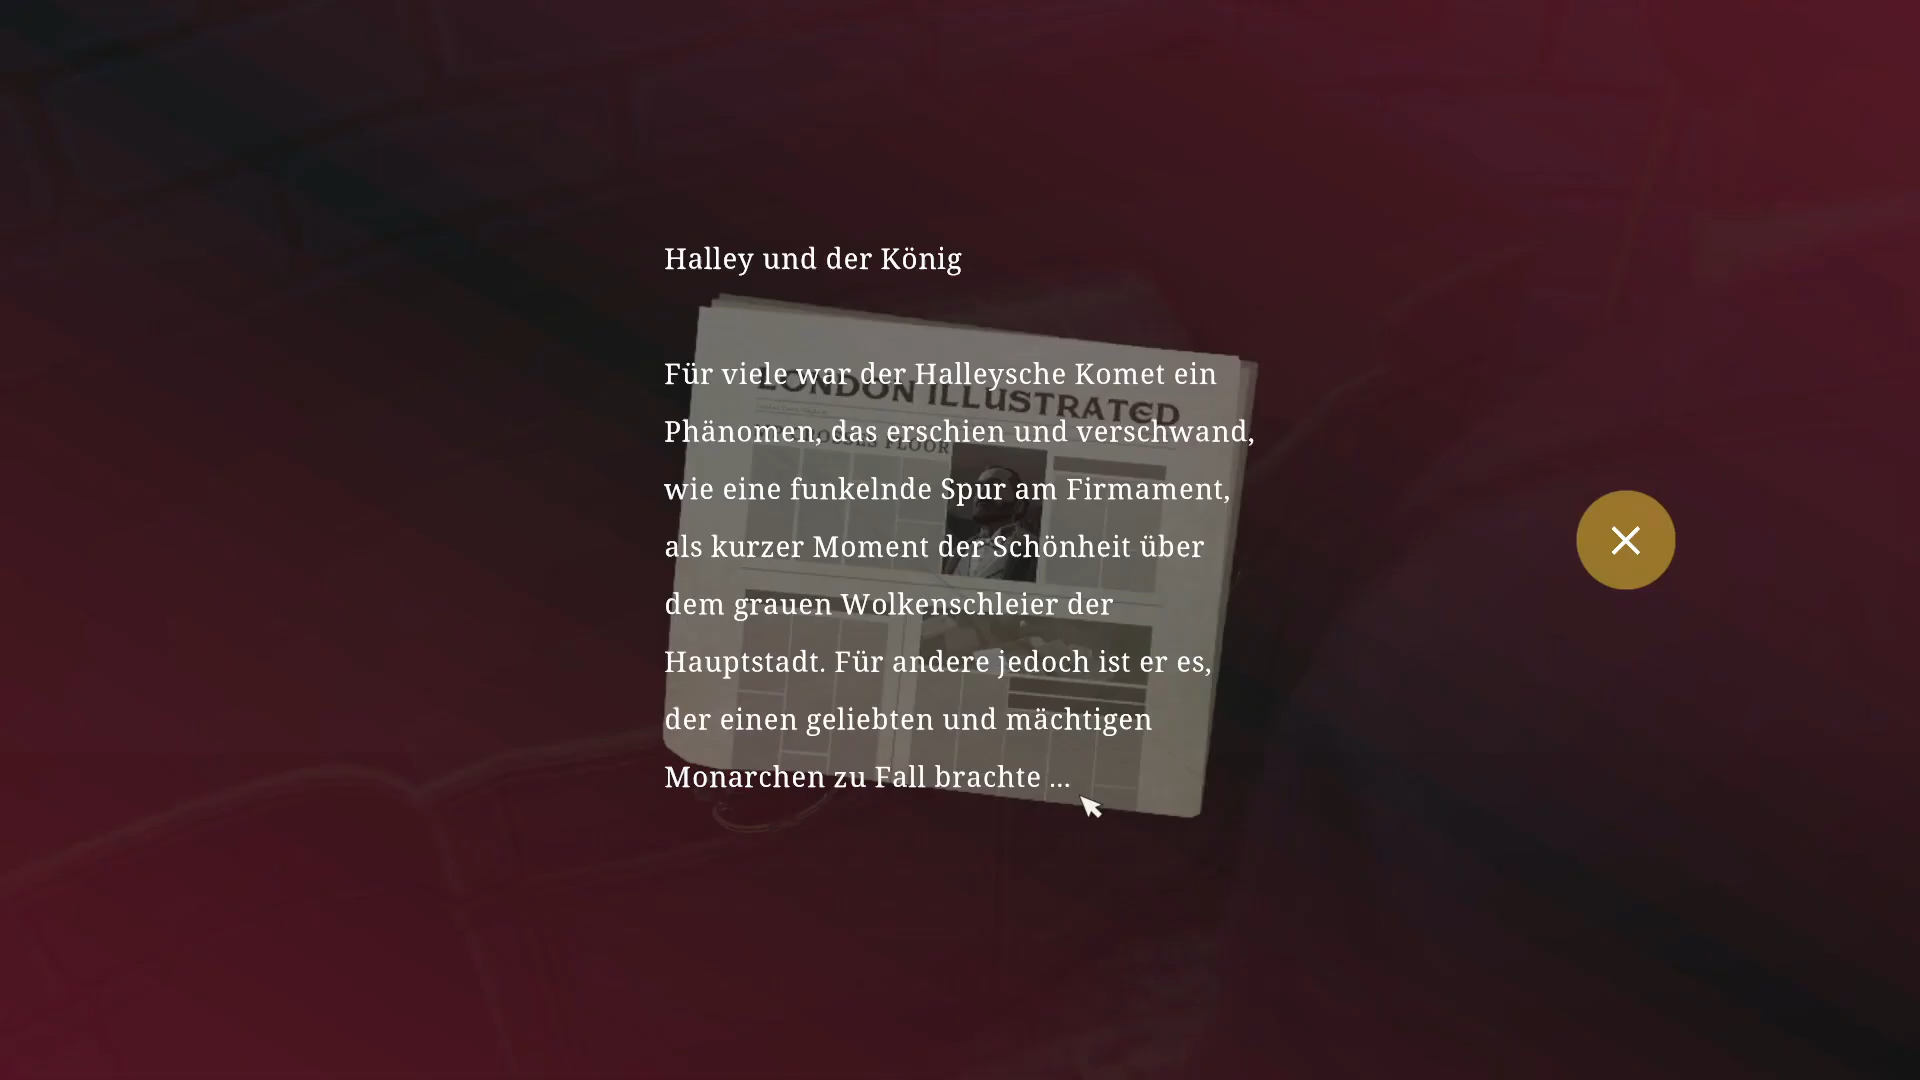 Halley und der König
Für viele war der Halleysche Komet ein
LONDON ILLUSTRATED
Phänomen, das erschien und verschwand,
FLOOR
wie eine funkelnde Spur am Firmament,
als kurzer Moment der Schönheit über
dem grauen Wolkenschleier der
Hauptstadt. Für andere jedoch ist er es,
der einen geliebten und mächtigen
Monarchen zu Fall brachte ...